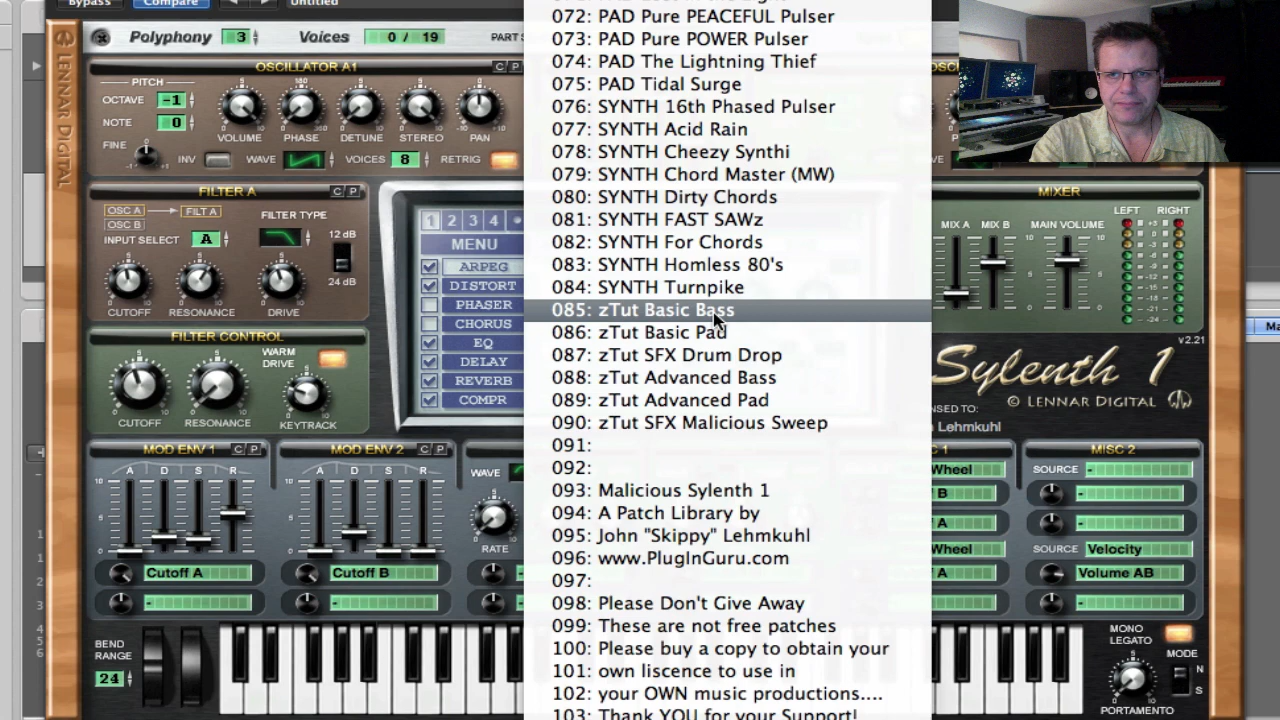 Bypass
Compare
Untitled
Polyphony 3
Voices 0 / 19
PART S
LENNAR DIGITAL
OSCILLATOR A1
C P
PITCH
OCTAVE -1
NOTE 0
FINE
VOLUME
PHASE
DETUNE
STEREO
PAN
INV
WAVE
VOICES 8
RETRIG
FILTER A
C P
OSC A
FILT A
OSC B
INPUT SELECT A
FILTER TYPE
12 dB
24 dB
CUTOFF
RESONANCE
DRIVE
FILTER CONTROL
WARM
DRIVE
CUTOFF
RESONANCE
KEYTRACK
1 2 3 4
MENU
ARPEG
DISTORT
PHASER
CHORUS
EQ
DELAY
REVERB
COMPR
MOD ENV 1
C P
A D S R
Cutoff A
MOD ENV 2
C P
A D S R
Cutoff B
WAVE
RATE
BEND
RANGE
24
072: PAD Pure PEACEFUL Pulser
073: PAD Pure POWER Pulser
074: PAD The Lightning Thief
075: PAD Tidal Surge
076: SYNTH 16th Phased Pulser
077: SYNTH Acid Rain
078: SYNTH Cheezy Synthi
079: SYNTH Chord Master (MW)
080: SYNTH Dirty Chords
081: SYNTH FAST SAWz
082: SYNTH For Chords
083: SYNTH Homless 80's
084: SYNTH Turnpike
085: zTut Basic Bass
086: zTut Basic Pad
087: zTut SFX Drum Drop
088: zTut Advanced Bass
089: zTut Advanced Pad
090: zTut SFX Malicious Sweep
091:
092:
093: Malicious Sylenth 1
094: A Patch Library by
095: John "Skippy" Lehmkuhl
096: www.PlugInGuru.com
097:
098: Please Don't Give Away
099: These are not free patches
100: Please buy a copy to obtain your
101: own liscence to use in
102: your OWN music productions....
103: Thank YOU for your Support!
MIXER
MIX A
MIX B
MAIN VOLUME
LEFT
RIGHT
v2.21
Sylenth 1
© LENNAR DIGITAL
NSED TO:
Lehmkuhl
C 1
Wheel
B
A
Wheel
A
MISC 2
SOURCE
SOURCE Velocity
Volume AB
MONO
LEGATO
MODE
N
S
PORTAMENTO
Ma